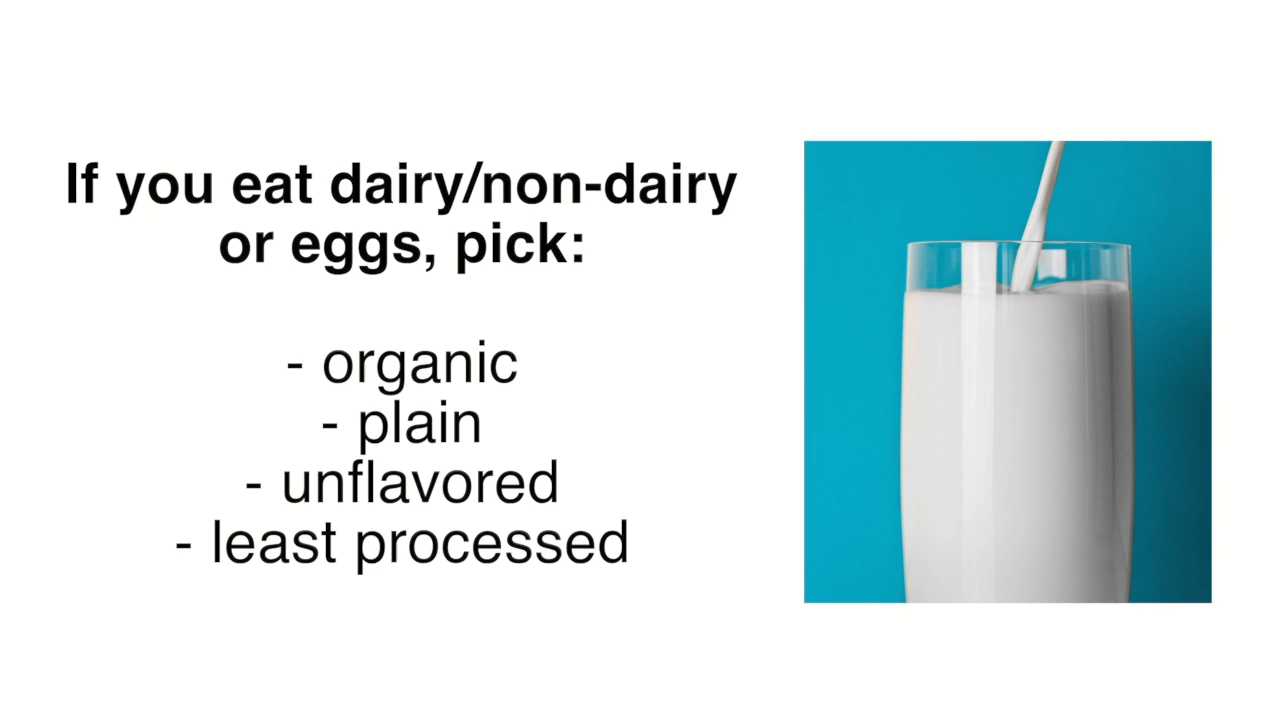 If you eat dairy/non-dairy
or eggs, pick:
- organic
- plain
- unflavored
- least processed